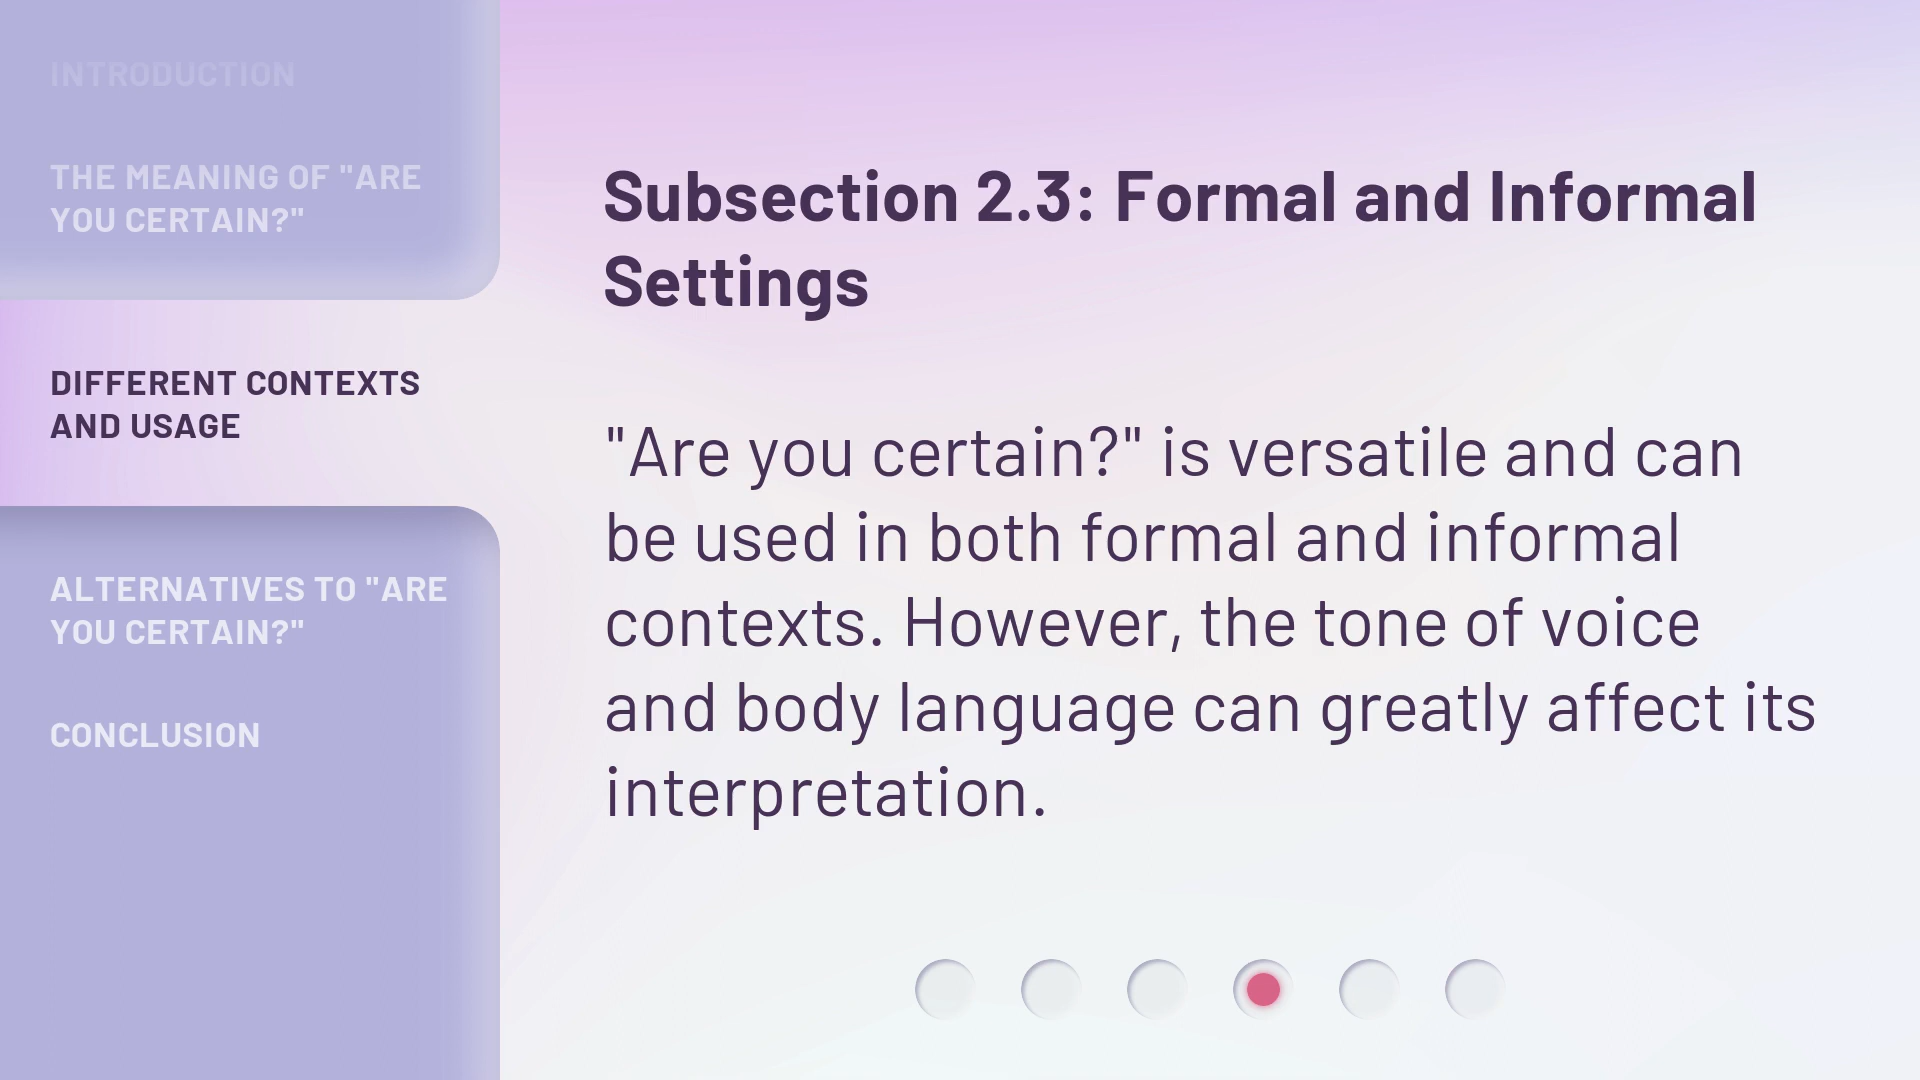 INTRODUCTION
THE MEANING OF "ARE
YOU CERTAIN?"
DIFFERENT CONTEXTS
AND USAGE
ALTERNATIVES TO "ARE
YOU CERTAIN?"
CONCLUSION
Subsection 2.3: Formal and Informal
Settings
"Are you certain?" is versatile and can
be used in both formal and informal
contexts. However, the tone of voice
and body language can greatly affect its
interpretation.